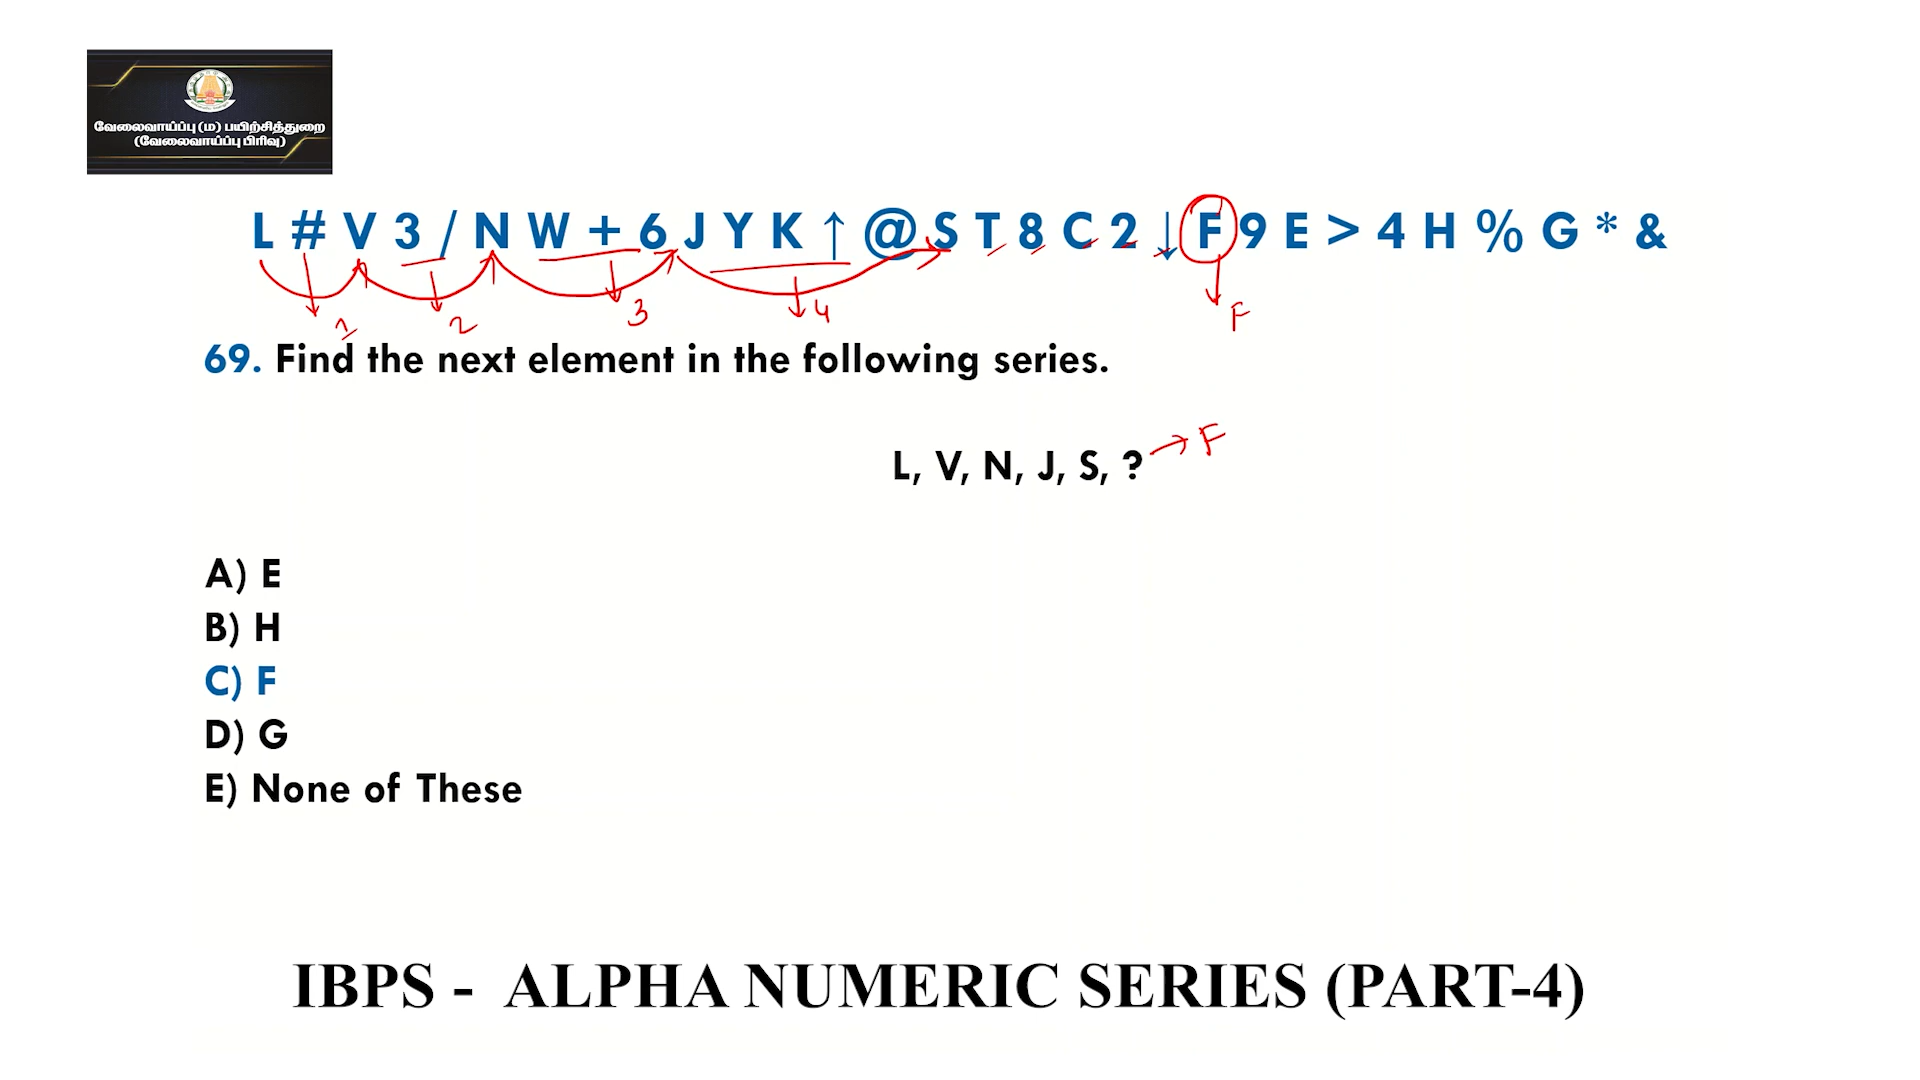 வேலைவாய்ப்பு (ம) பயிற்சித்துறை
(வேலைவாய்ப்பு பிரிவு)
L # V 3 / N W + 6 J Y K ↑ @ S T 8 C 2 ↓ F 9 E > 4 H % G * &
1 2 3 4 F
69. Find the next element in the following series.
L, V, N, J, S, ? → F
A) E
B) H
C) F
D) G
E) None of These
IBPS - ALPHA NUMERIC SERIES (PART-4)